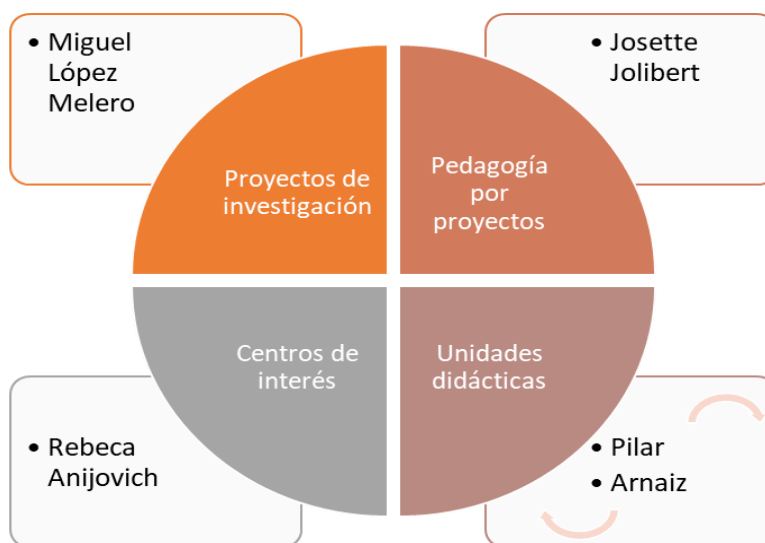 • Miguel
López
Melero
• Josette
Jolibert
Proyectos de
investigación
Pedagogía
por
proyectos
Centros de
interés
Unidades
didácticas
• Rebeca
Anijovich
• Pilar
• Arnaiz